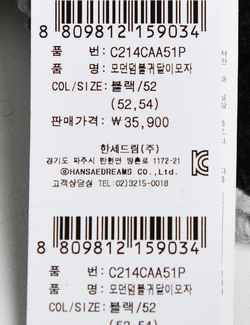 8 809812 159034
품 번: C214CAA51P
품 명: 모던덤블귀달이모자
COL/SIZE: 블랙/52
(52,54)
판매가격: ₩35,900
한세드림(주)
경기도 파주시 탄현면 방촌로 1172-21
ⓒHANSAEDREAMS CO.,Ltd.
고객상담실 TEL:02)3215-0018
8 809812 159034
품 번: C214CAA51P
품 명: 모던덤블귀달이모자
COL/SIZE: 블랙/52
(52,54)